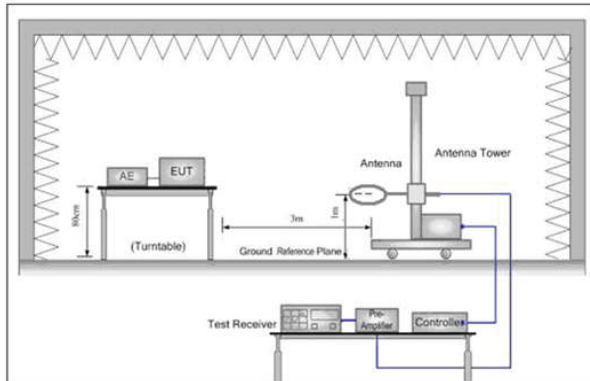 Antenna
Antenna Tower
AE
EUT
80cm
(Turntable)
3m
1m
Ground Reference Plane
Test Receiver
Pre-
Amplifier
Controller